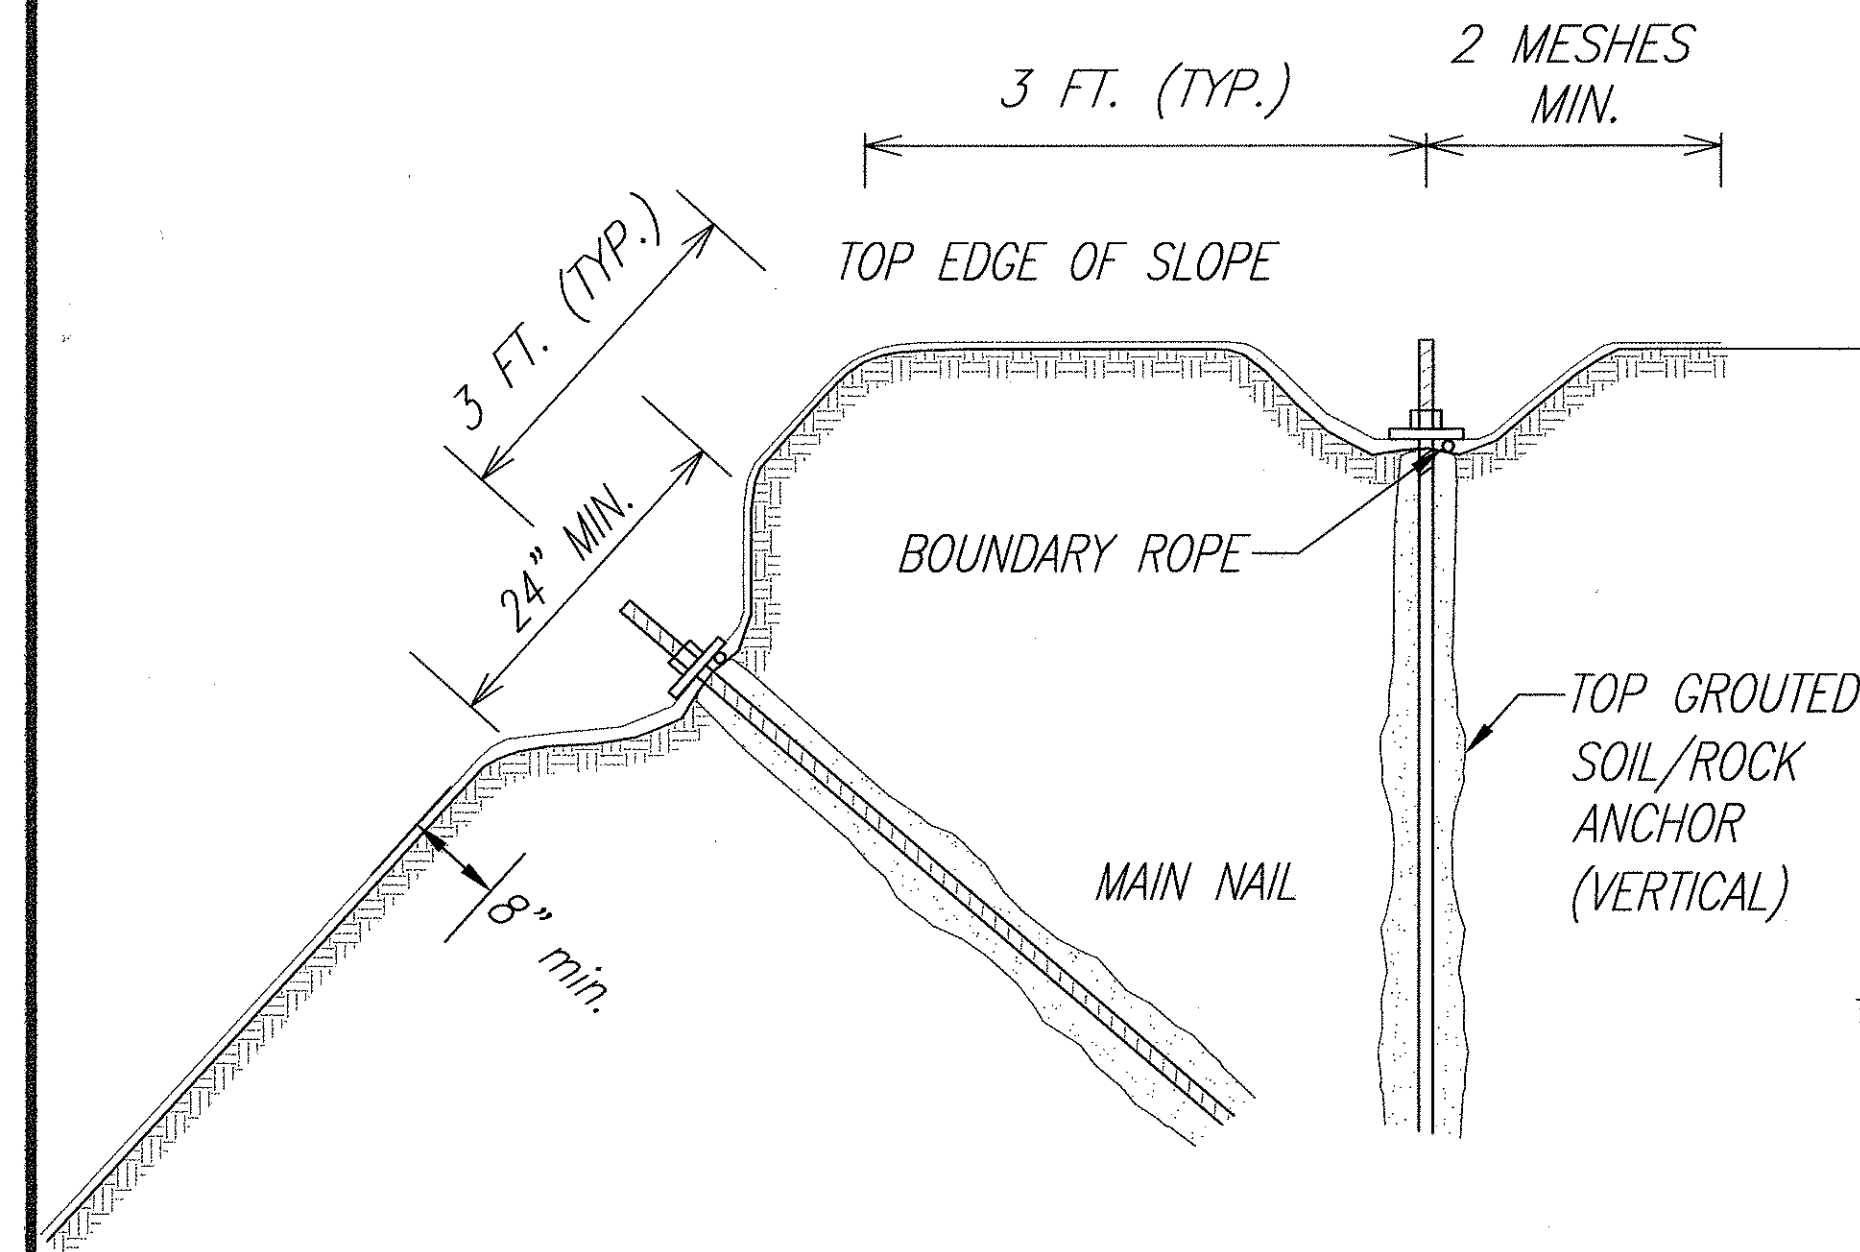 2 MESHES
MIN.
3 FT. (TYP.)
3 FT. (TYP.)
TOP EDGE OF SLOPE
24" MIN.
BOUNDARY ROPE
TOP GROUTED
SOIL/ROCK
ANCHOR
(VERTICAL)
MAIN NAIL
8" min.